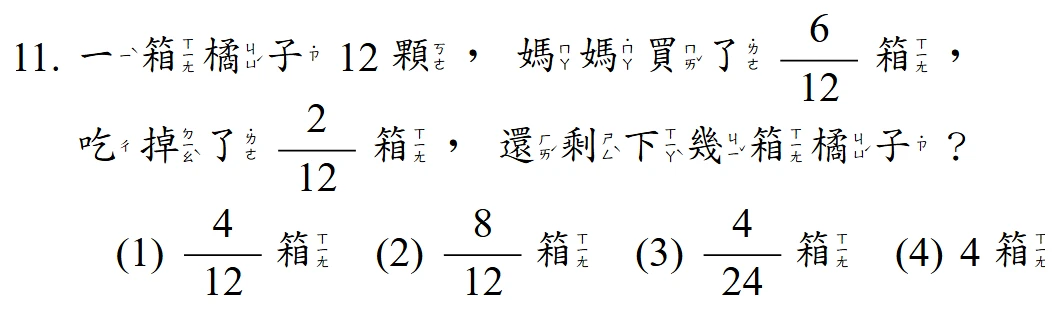 11. 一箱橘子 12 顆，媽媽買了 6/12 箱，
吃掉了 2/12 箱，還剩下幾箱橘子？
(1) 4/12 箱 (2) 8/12 箱 (3) 4/24 箱 (4) 4 箱